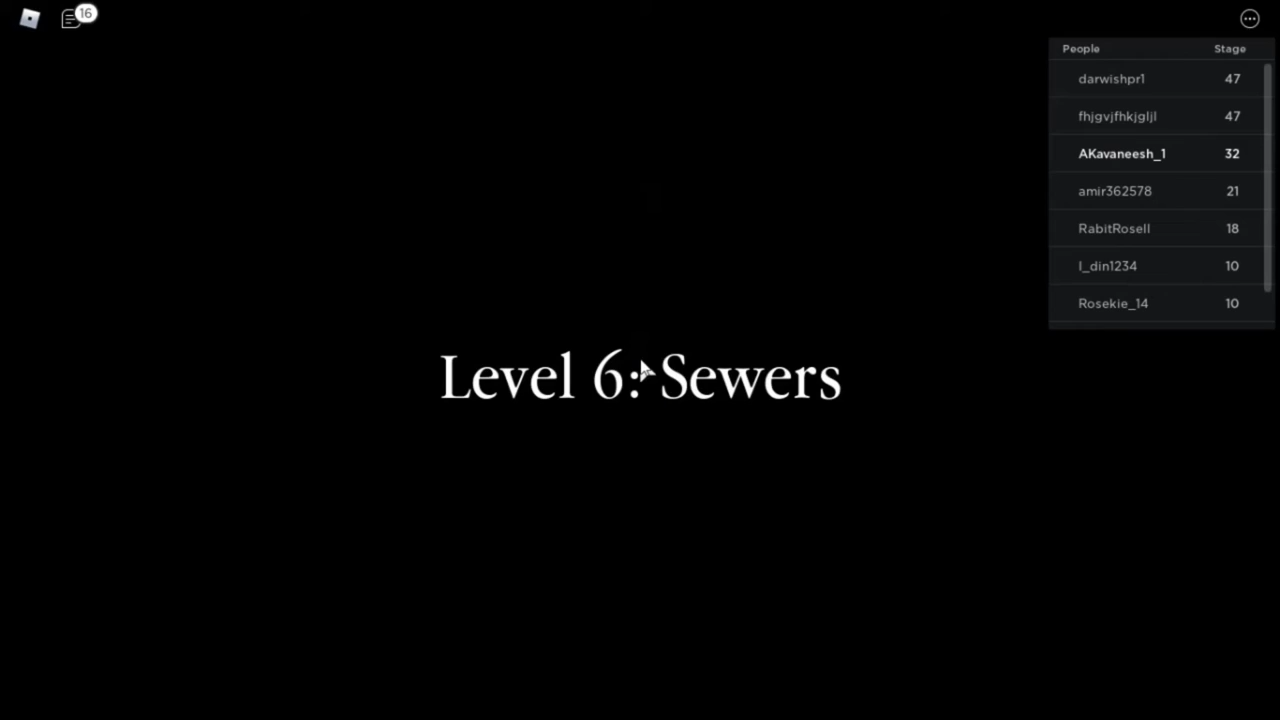 16
People Stage
darwishpr1 47
fhjgvjfhkjgljl 47
AKavaneesh_1 32
amir362578 21
RabitRosell 18
I_din1234 10
Rosekie_14 10
Level 6: Sewers